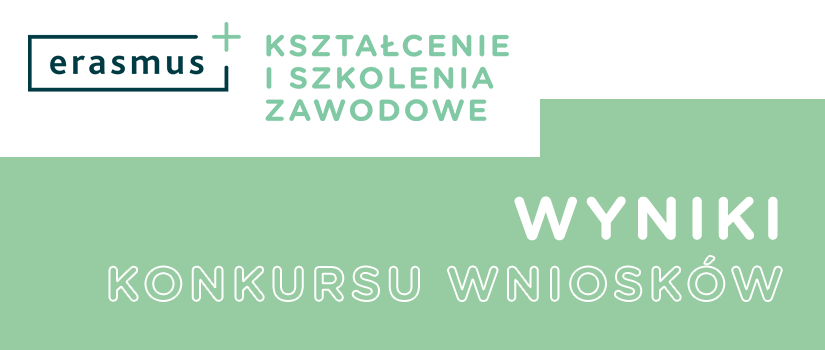 erasmus+
KSZTAŁCENIE
I SZKOLENIA
ZAWODOWE
WYNIKI
KONKURSU WNIOSKÓW